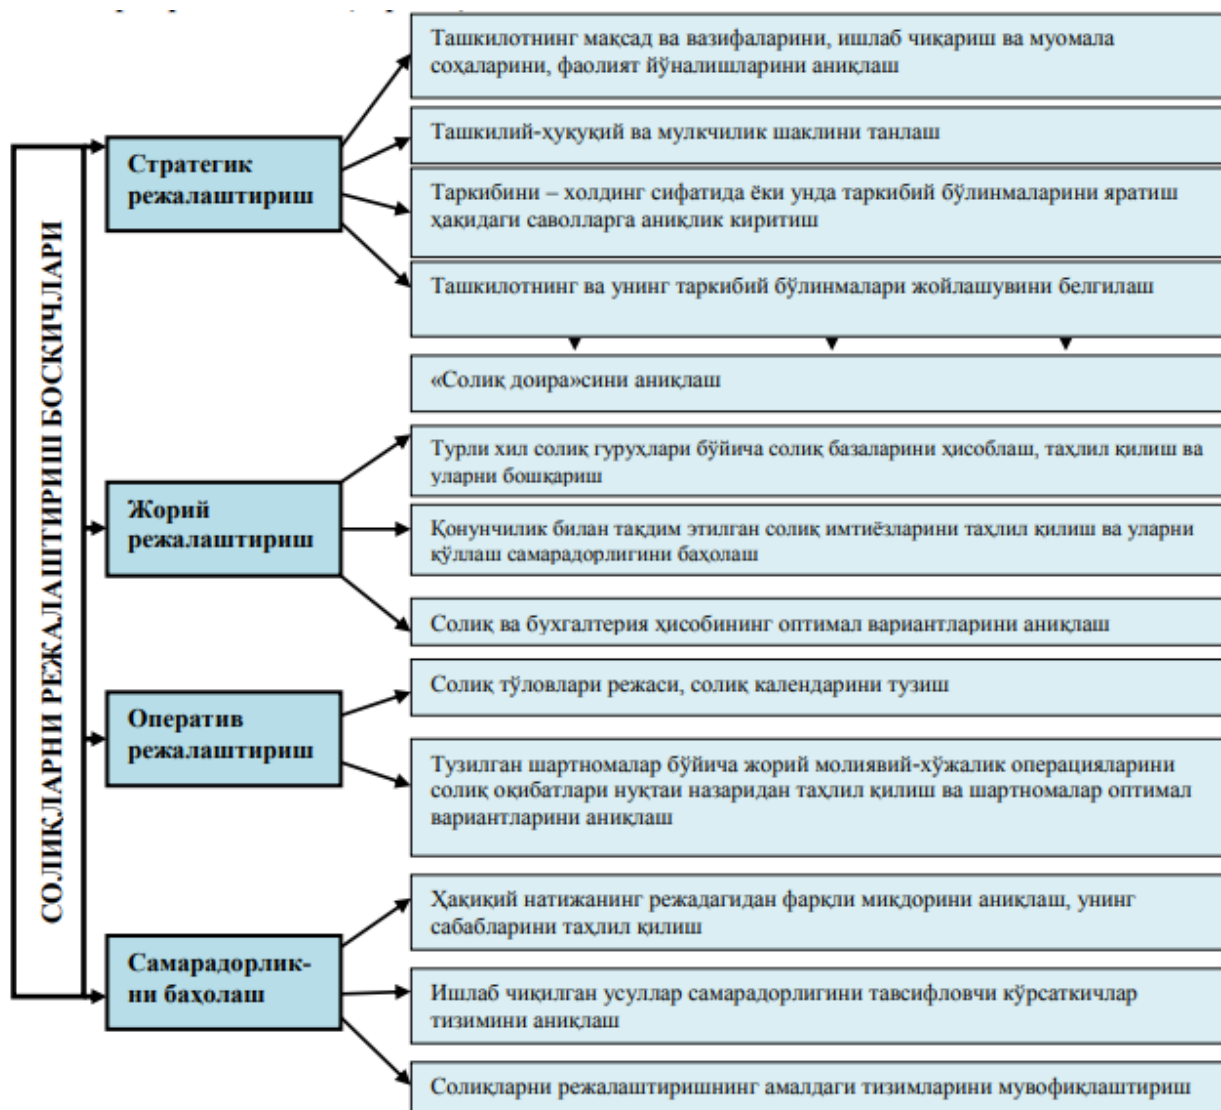 СОЛИКЛАРНИ РЕЖАЛАШТИРИШ БОСКИЧЛАРИ
Стратегик
режалаштириш
Ташкилотнинг мақсад ва вазифаларини, ишлаб чиқариш ва муомала
соҳаларини, фаолият йўналишларини аниқлаш
Ташкилий-ҳуқуқий ва мулкчилик шаклини танлаш
Таркибини – холдинг сифатида ёки унда таркибий бўлинмаларини яратиш
ҳақидаги саволларга аниқлик киритиш
Ташкилотнинг ва унинг таркибий бўлинмалари жойлашувини белгилаш
«Солиқ доира»сини аниқлаш
Жорий
режалаштириш
Турли хил солиқ гуруҳлари бўйича солиқ базаларини ҳисоблаш, таҳлил қилиш ва
уларни бошқариш
Қонунчилик билан тақдим этилган солиқ имтиёзларини таҳлил қилиш ва уларни
қўллаш самарадорлигини баҳолаш
Солиқ ва бухгалтерия ҳисобининг оптимал вариантларини аниқлаш
Оператив
режалаштириш
Солиқ тўловлари режаси, солиқ календарини тузиш
Тузилган шартномалар бўйича жорий молиявий-хўжалик операцияларини
солиқ оқибатлари нуқтаи назаридан таҳлил қилиш ва шартномалар оптимал
вариантларини аниқлаш
Самарадорлик-
ни баҳолаш
Ҳақиқий натижанинг режадагидан фарқли миқдорини аниқлаш, унинг
сабабларини таҳлил қилиш
Ишлаб чиқилган усуллар самарадорлигини тавсифловчи кўрсаткичлар
тизимини аниқлаш
Солиқларни режалаштиришнинг амалдаги тизимларини мувофиқлаштириш